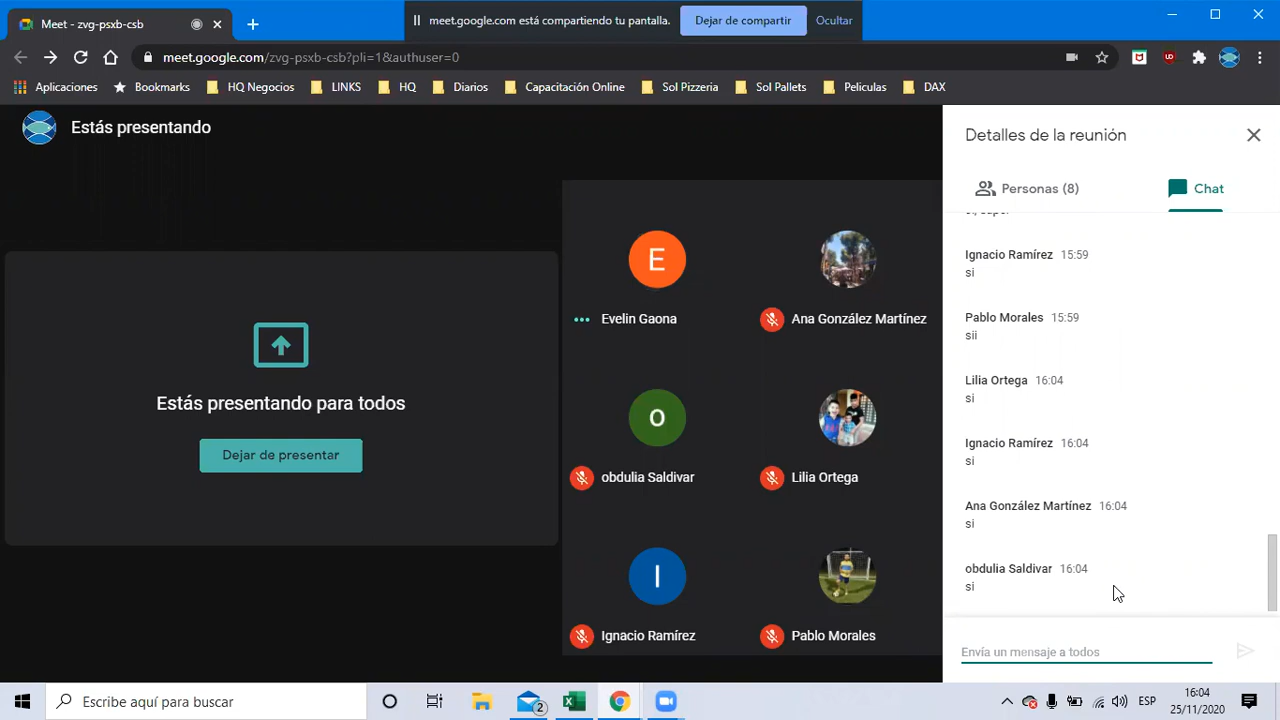 Meet - zvg-psxb-csb
meet.google.com está compartiendo tu pantalla.
Dejar de compartir
Ocultar
meet.google.com/zvg-psxb-csb?pli=1&authuser=0
Aplicaciones
Bookmarks
HQ Negocios
LINKS
HQ
Diarios
Capacitación Online
Sol Pizzeria
Sol Pallets
Peliculas
DAX
Estás presentando
Estás presentando para todos
Dejar de presentar
E
Evelin Gaona
Ana González Martínez
O
obdulia Saldivar
Lilia Ortega
I
Ignacio Ramírez
Pablo Morales
Detalles de la reunión
Personas (8)
Chat
Ignacio Ramírez 15:59
si
Pablo Morales 15:59
sii
Lilia Ortega 16:04
si
Ignacio Ramírez 16:04
si
Ana González Martínez 16:04
si
obdulia Saldivar 16:04
si
Envía un mensaje a todos
Escribe aquí para buscar
2
ESP
16:04
25/11/2020